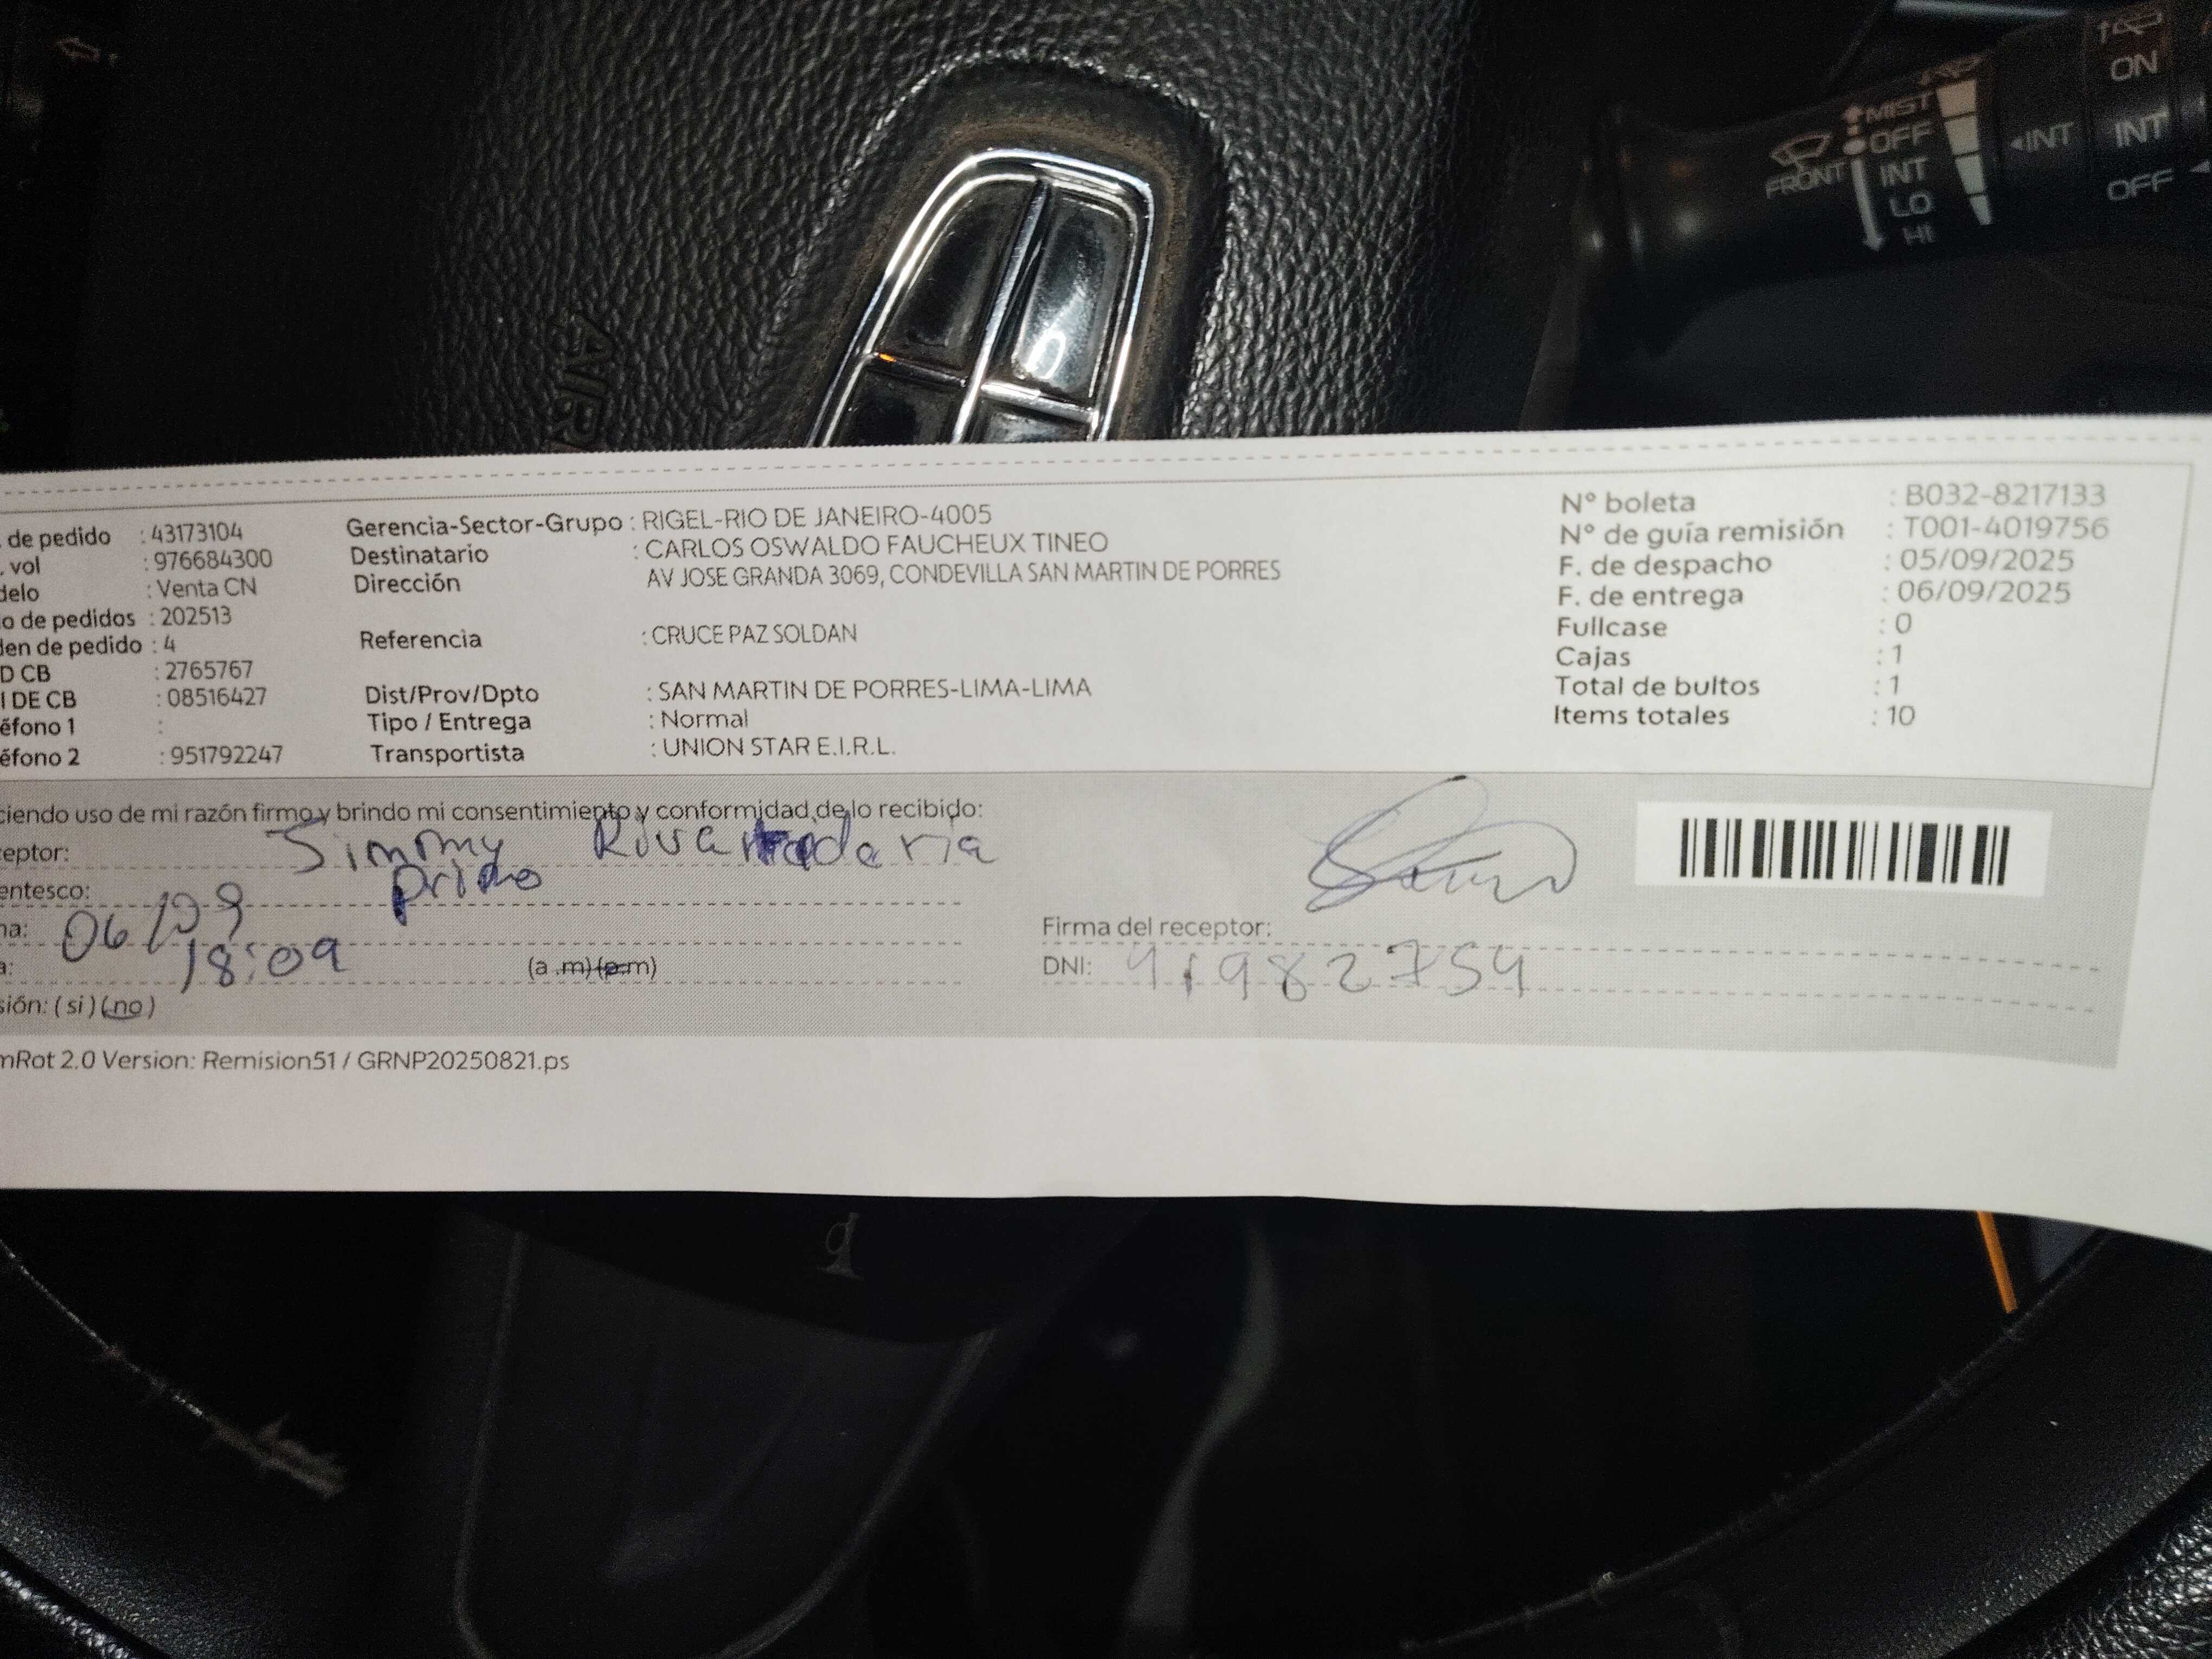 MIST
OFF
INT
LO
HI
FRONT
INT
ON
INT
OFF
AIRB
de pedido : 43173104
. vol : 976684300
delo : Venta CN
o de pedidos : 202513
den de pedido : 4
D CB : 2765767
I DE CB : 08516427
éfono 1 :
éfono 2 : 951792247
Gerencia-Sector-Grupo : RIGEL-RIO DE JANEIRO-4005
Destinatario : CARLOS OSWALDO FAUCHEUX TINEO
Dirección AV JOSE GRANDA 3069, CONDEVILLA SAN MARTIN DE PORRES
Referencia : CRUCE PAZ SOLDAN
Dist/Prov/Dpto : SAN MARTIN DE PORRES-LIMA-LIMA
Tipo / Entrega : Normal
Transportista : UNION STAR E.I.R.L.
N° boleta : B032-8217133
N° de guía remisión : T001-4019756
F. de despacho : 05/09/2025
F. de entrega : 06/09/2025
Fullcase : 0
Cajas : 1
Total de bultos : 1
Items totales : 10
ciendo uso de mi razón firmo y brindo mi consentimiento y conformidad de lo recibido:
ceptor: Jimmy
entesco: primo
na: 06/09
a: 18:09 (a .m) (p.m)
sión: ( si ) ( no )
Firma del receptor:
DNI: 41982754
mRot 2.0 Version: Remision51 / GRNP20250821.ps